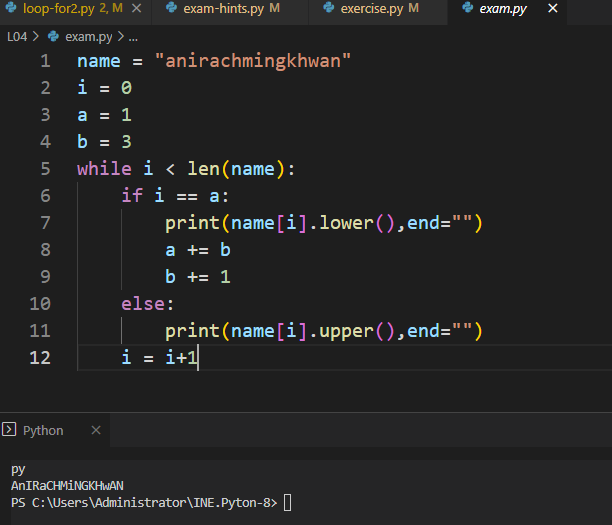 loop-for2.py 2, M
exam-hints.py M
exercise.py M
exam.py ×
L04 > exam.py > ...
1 name = "anirachmingkhwan"
2 i = 0
3 a = 1
4 b = 3
5 while i < len(name):
6     if i == a:
7         print(name[i].lower(),end="")
8         a += b
9         b += 1
10     else:
11         print(name[i].upper(),end="")
12     i = i+1
Python ×
py
AnIRaCHMiNGKHwAN
PS C:\Users\Administrator\INE.Pyton-8>